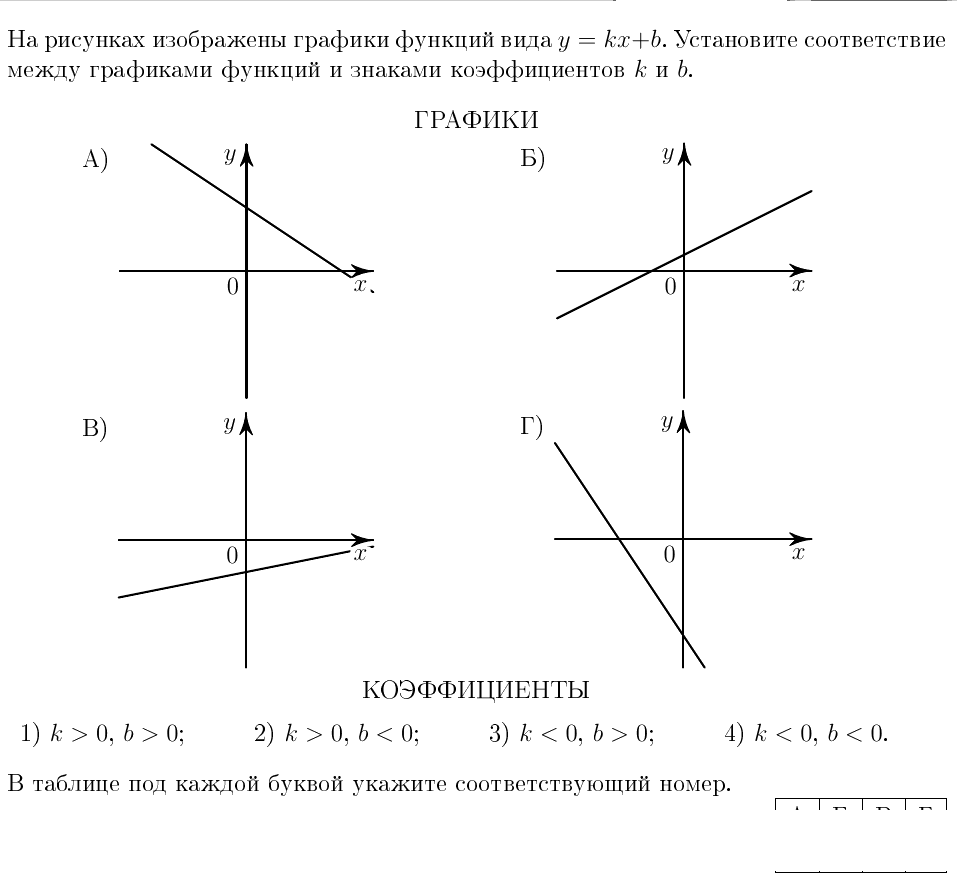 На рисунках изображены графики функций вида y = kx+b. Установите соответствие
между графиками функций и знаками коэффициентов k и b.
ГРАФИКИ
А) y 0 x
Б) y 0 x
В) y 0 x
Г) y 0 x
КОЭФФИЦИЕНТЫ
1) k > 0, b > 0; 2) k > 0, b < 0; 3) k < 0, b > 0; 4) k < 0, b < 0.
В таблице под каждой буквой укажите соответствующий номер.